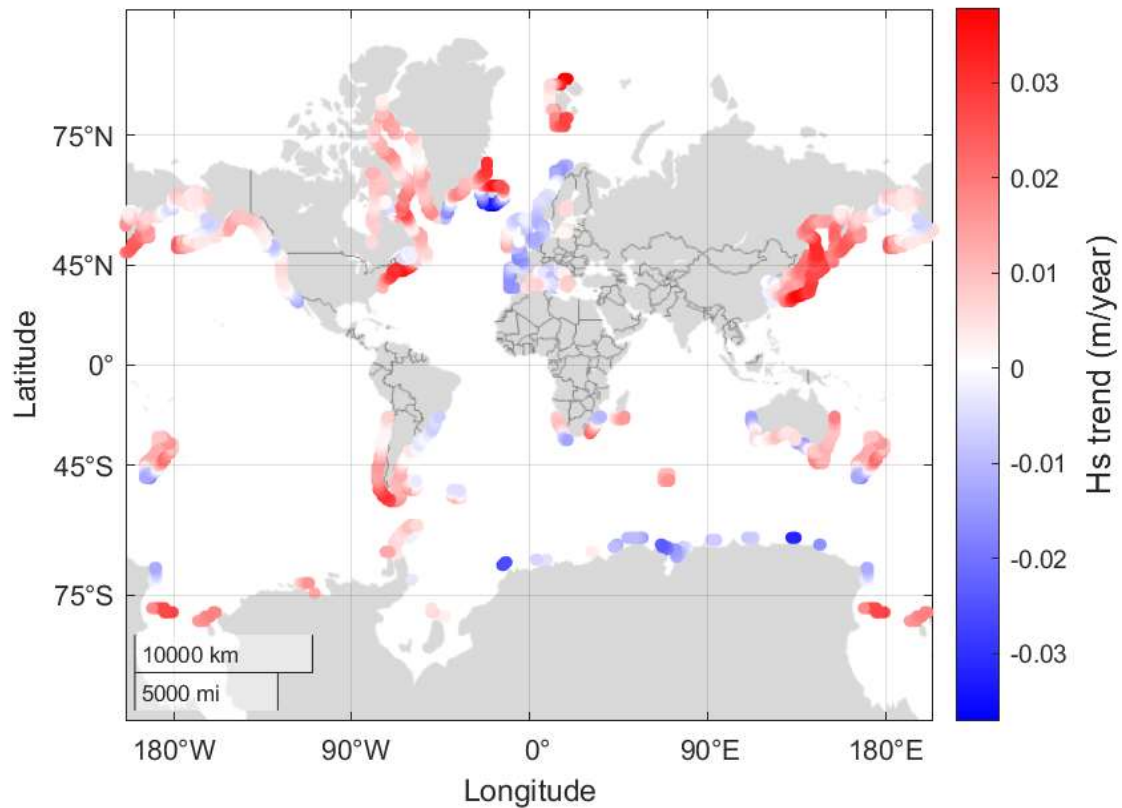 75°N
45°N
0°
45°S
75°S
Latitude
10000 km
5000 mi
180°W
90°W
0°
90°E
180°E
Longitude
0.03
0.02
0.01
0
-0.01
-0.02
-0.03
Hs trend (m/year)